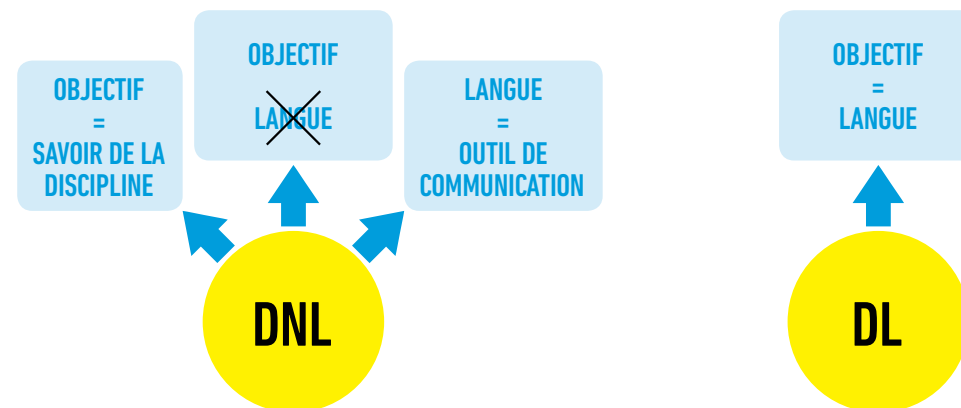 OBJECTIF
=
SAVOIR DE LA
DISCIPLINE
OBJECTIF
LANGUE
LANGUE
=
OUTIL DE
COMMUNICATION
DNL
OBJECTIF
=
LANGUE
DL